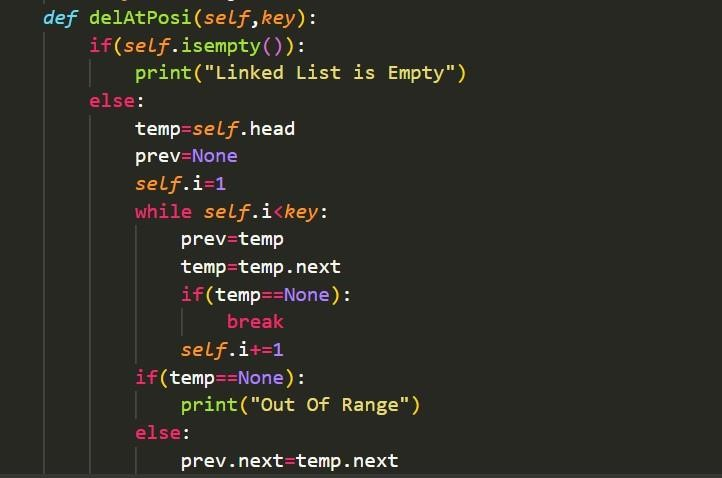 def delAtPosi(self,key):
    if(self.isempty()):
        print("Linked List is Empty")
    else:
        temp=self.head
        prev=None
        self.i=1
        while self.i<key:
            prev=temp
            temp=temp.next
            if(temp==None):
                break
            self.i+=1
        if(temp==None):
            print("Out Of Range")
        else:
            prev.next=temp.next